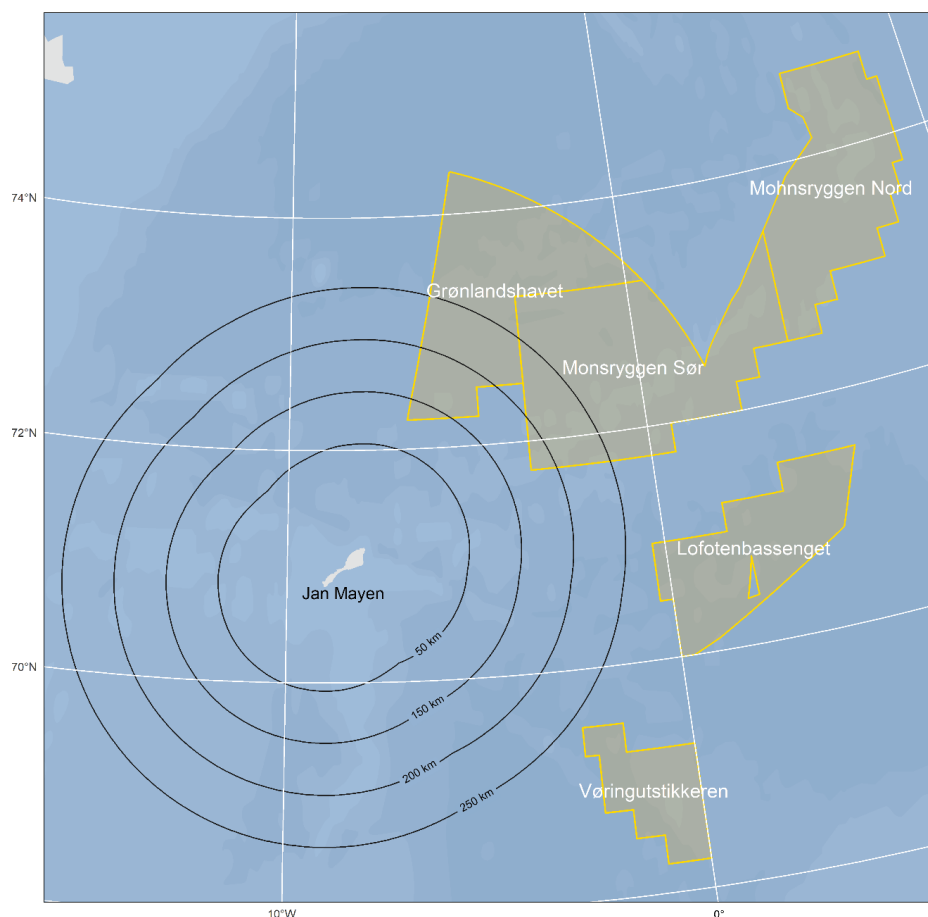 Mohnsryggen Nord
74°N
Grønlandshavet
Monsryggen Sør
72°N
Lofotenbassenget
Jan Mayen
50 km
70°N
150 km
200 km
Vøringutstikkeren
250 km
10°W
0°